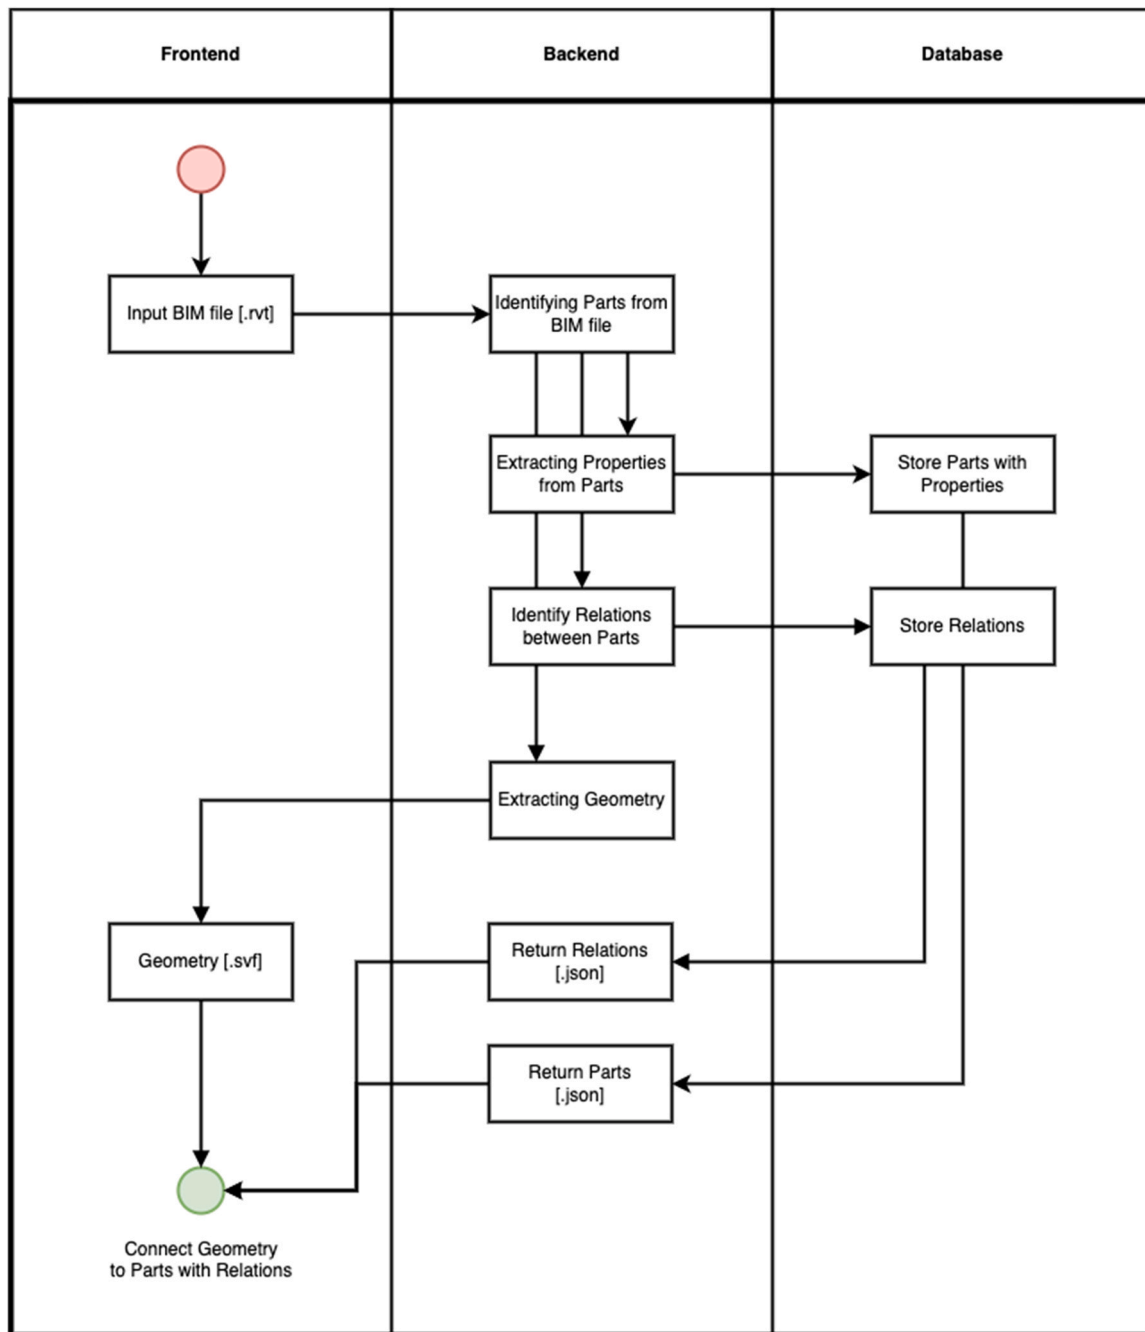 Frontend
Backend
Database
Input BIM file [.rvt]
Identifying Parts from
BIM file
Extracting Properties
from Parts
Store Parts with
Properties
Identify Relations
between Parts
Store Relations
Extracting Geometry
Geometry [.svf]
Return Relations
[.json]
Return Parts
[.json]
Connect Geometry
to Parts with Relations